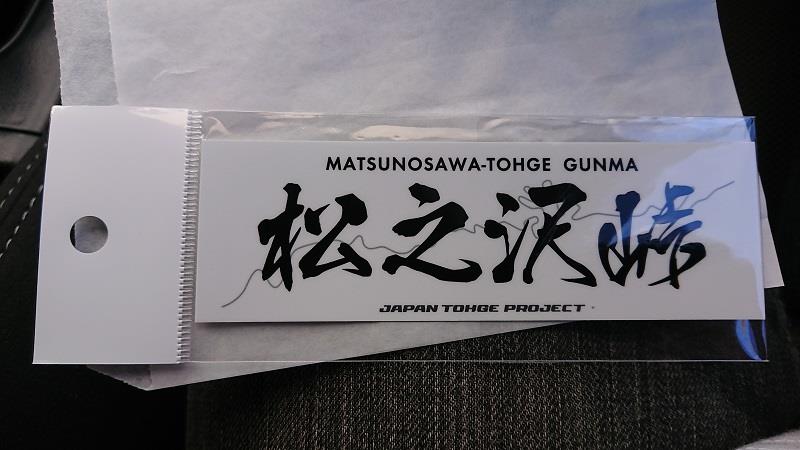 MATSUNOSAWA-TOHGE GUNMA
松之沢峠
JAPAN TOHGE PROJECT